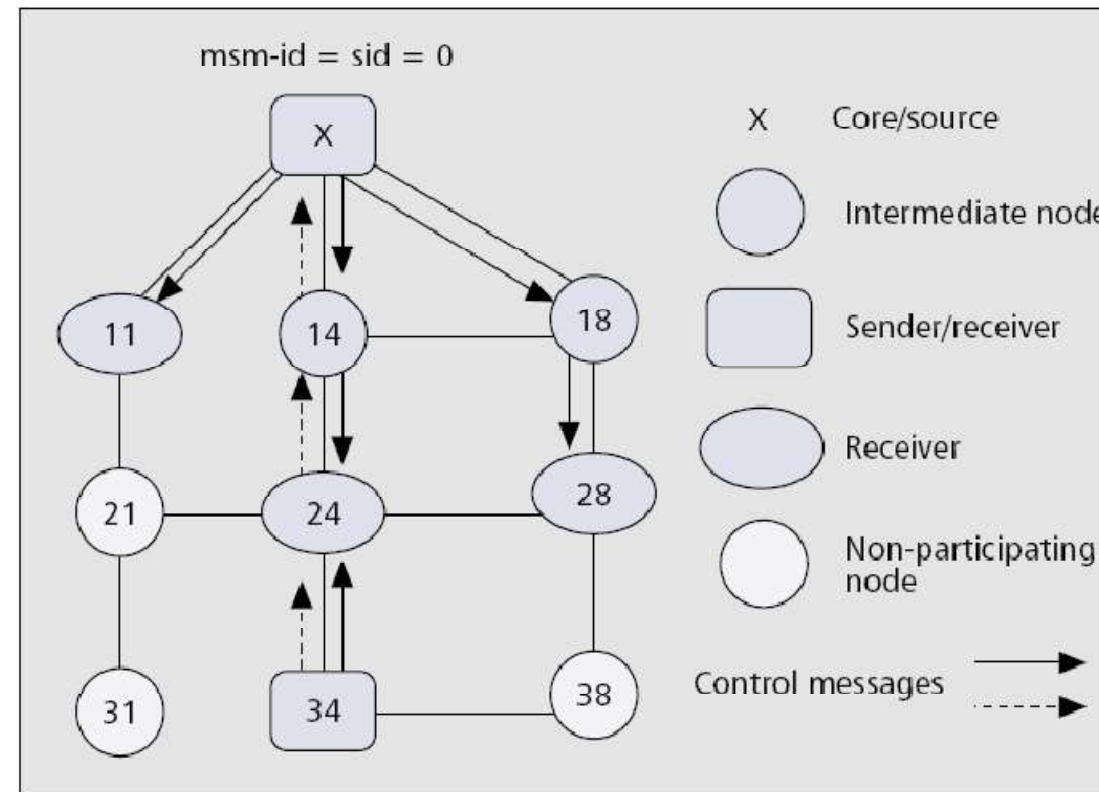 msm-id = sid = 0
X
11
14
18
21
24
28
31
34
38
X Core/source
Intermediate node
Sender/receiver
Receiver
Non-participating
node
Control messages